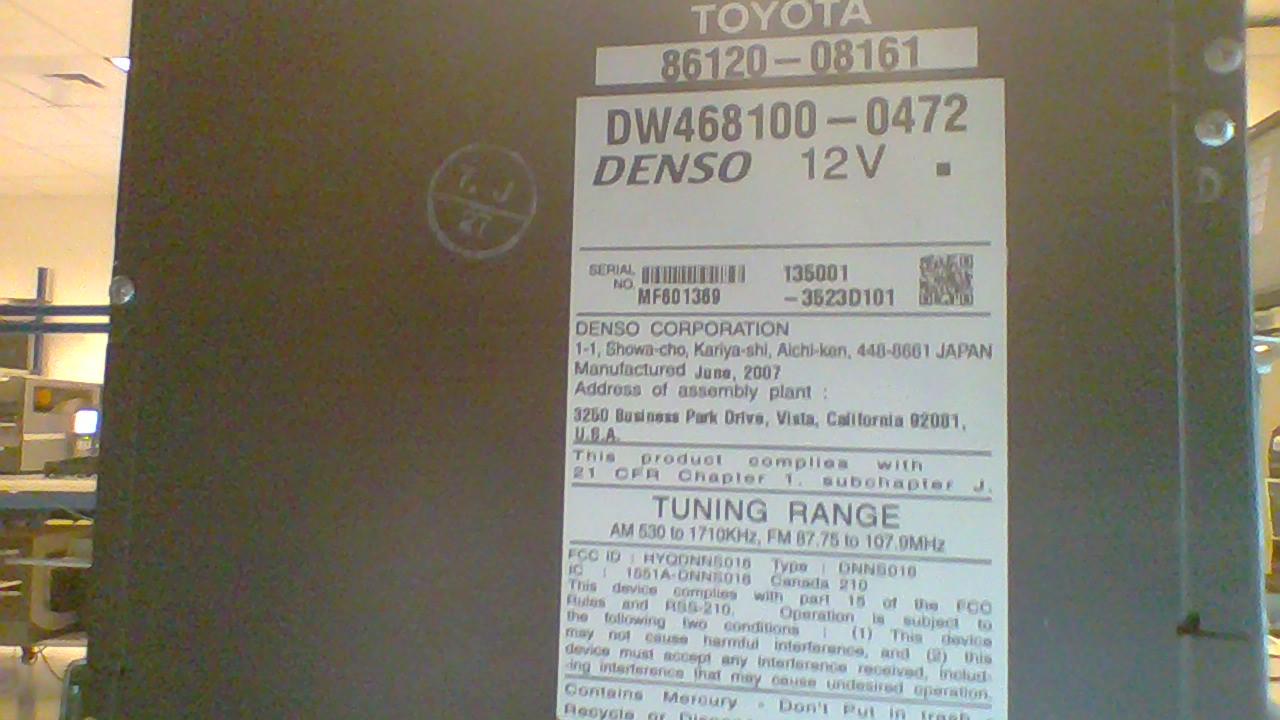 TOYOTA
86120-08161
DW468100-0472
DENSO 12V
7. J
27
D
SERIAL NO. MF601369
135001
-3523D101
DENSO CORPORATION
1-1, Showa-cho, Kariya-shi, Aichi-ken, 448-8661 JAPAN
Manufactured June, 2007
Address of assembly plant :
3250 Business Park Drive, Vista, California 92081,
U.S.A.
This product complies with
21 CFR Chapter 1. subchapter J.
TUNING RANGE
AM 530 to 1710KHz, FM 87.75 to 107.9MHz
FCC ID : HYQDNNS016 Type : DNNS016
IC : 1551A-DNNS016 Canada 210
This device complies with part 15 of the FCC
Rules and RSS-210. Operation is subject to
the following two conditions : (1) This device
may not cause harmful interference, and (2) this
device must accept any interference received, includ-
ing interference that may cause undesired operation.
Contains Mercury - Don't Put in trash.
Recycle or